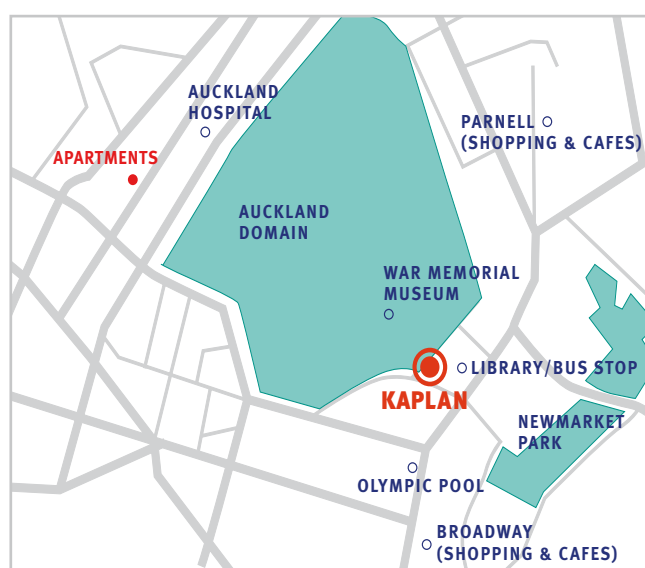 AUCKLAND
HOSPITAL
PARNELL
(SHOPPING & CAFES)
APARTMENTS
AUCKLAND
DOMAIN
WAR MEMORIAL
MUSEUM
LIBRARY/BUS STOP
KAPLAN
NEWMARKET
PARK
OLYMPIC POOL
BROADWAY
(SHOPPING & CAFES)